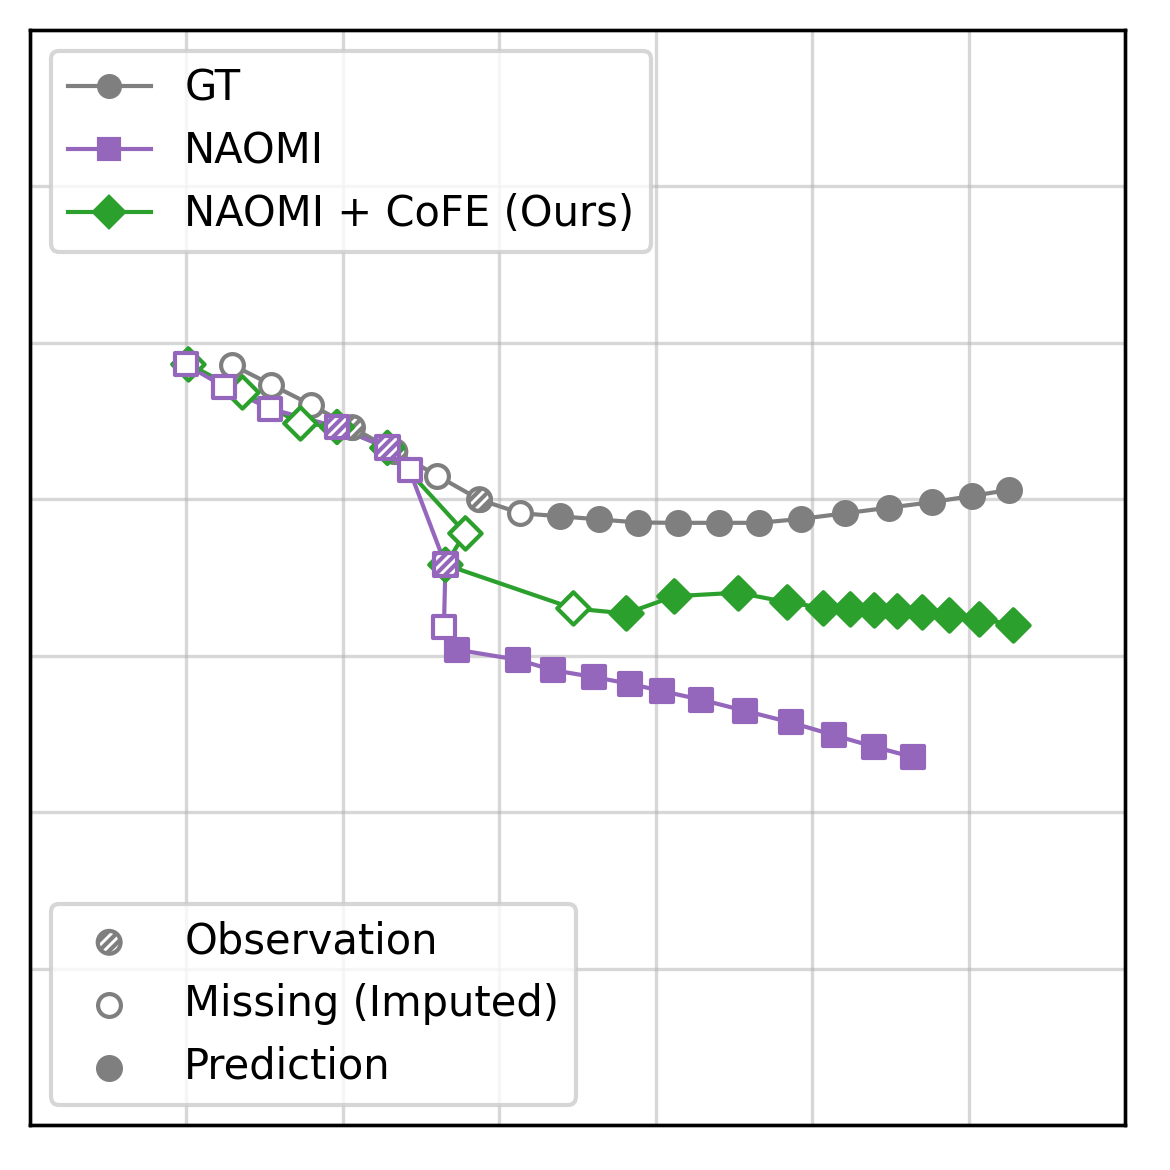 GT
NAOMI
NAOMI + CoFE (Ours)
Observation
Missing (Imputed)
Prediction